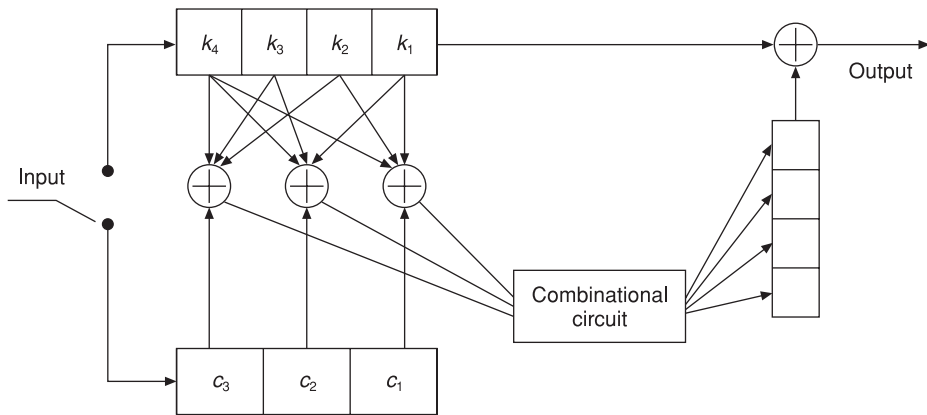 k4 k3 k2 k1
Output
Input
Combinational
circuit
c3 c2 c1